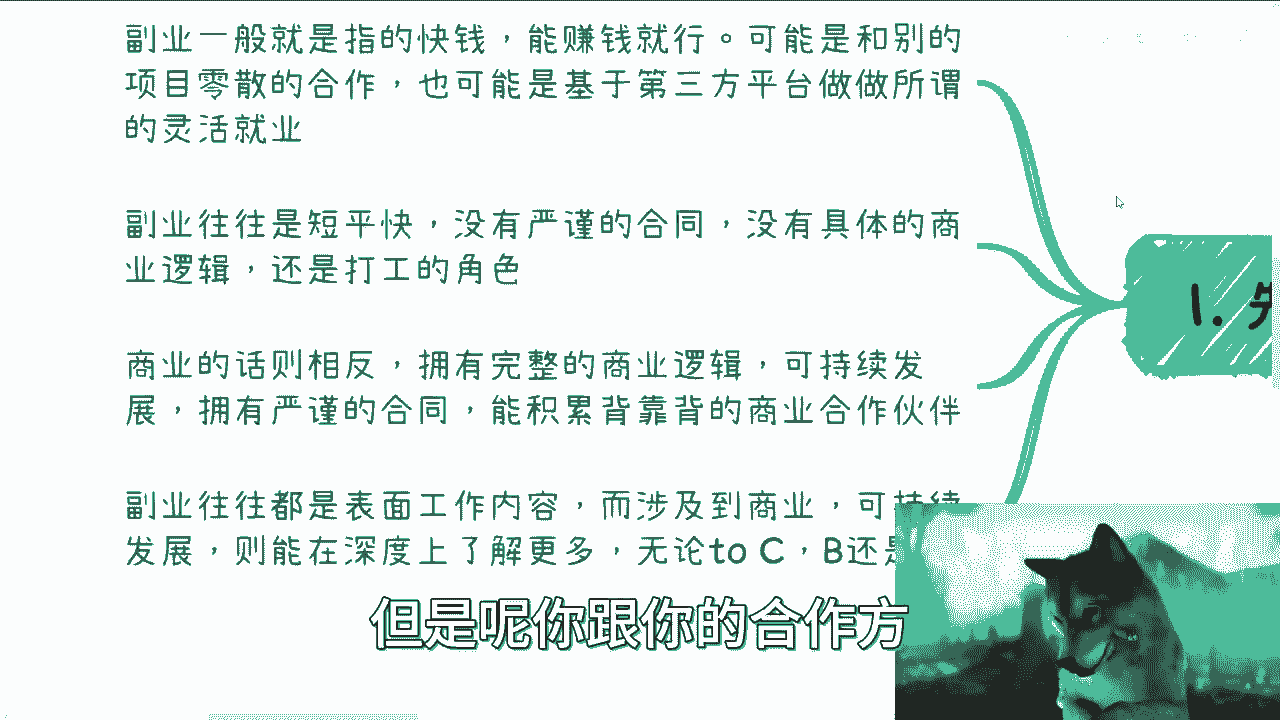 副业一般就是指的快钱，能赚钱就行。可能是和别的
项目零散的合作，也可能是基于第三方平台做做所谓
的灵活就业
副业往往是短平快，没有严谨的合同，没有具体的商
业逻辑，还是打工的角色
商业的话则相反，拥有完整的商业逻辑，可持续发
展，拥有严谨的合同，能积累背靠背的商业合作伙伴
副业往往都是表面工作内容，而涉及到商业，可持续
发展，则能在深度上了解更多，无论to C，B还是
1.
但是呢你跟你的合作方